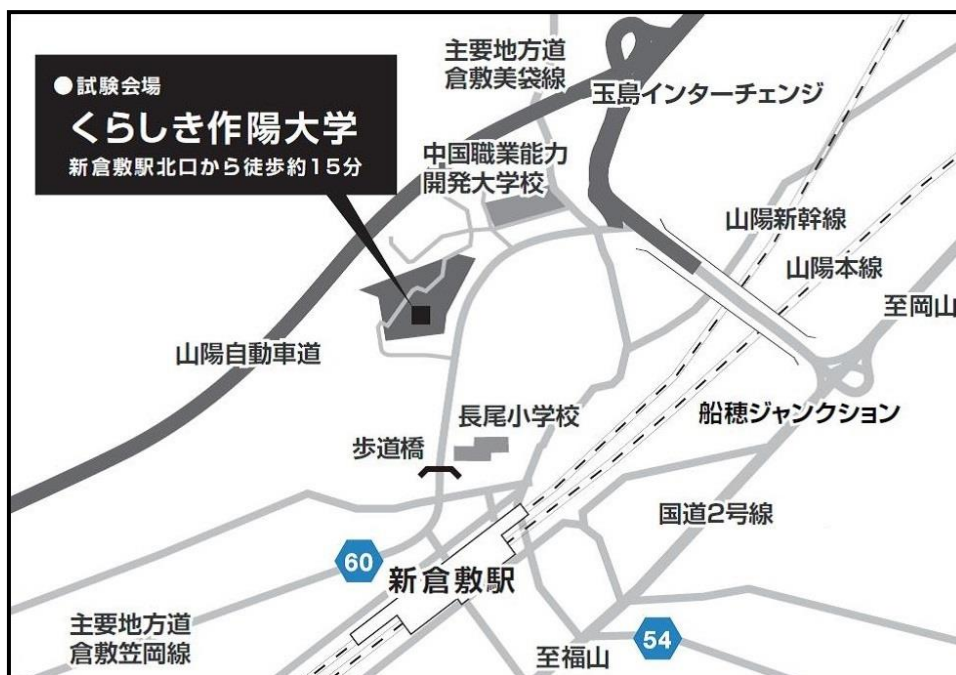 ●試験会場
くらしき作陽大学
新倉敷駅北口から徒歩約15分
主要地方道
倉敷美袋線
玉島インターチェンジ
中国職業能力
開発大学校
山陽新幹線
山陽本線
至岡山
山陽自動車道
船穂ジャンクション
長尾小学校
歩道橋
国道2号線
60
新倉敷駅
主要地方道
倉敷笠岡線
54
至福山